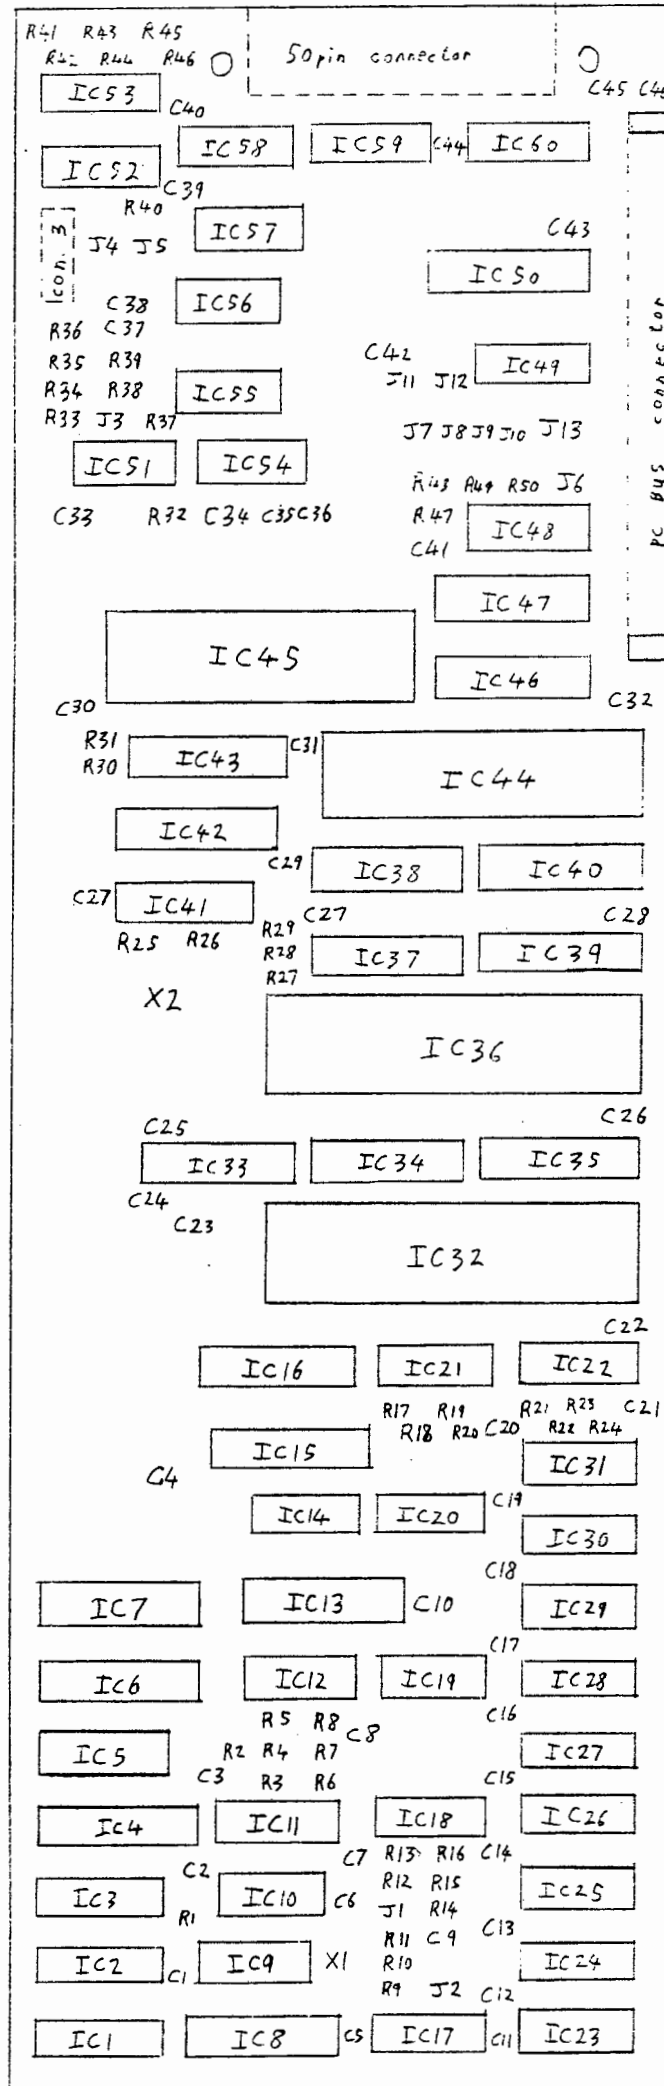 R41 R43 R45
R42 R44 R46
50pin connector
C45
IC53
C40
IC58 IC59 C44 IC60
IC52
C39
R40
con. 3
J4 J5
IC57
C43
IC50
C38
IC56
R36 C37
R35 R39
C42
J11 J12
IC49
R34 R38
IC55
R33 J3 R37
J7 J8 J9 J10 J13
IC51 IC54
R49 R50 J6
C33 R32 C34 C35 C36
R47
IC48
C41
PC BUS connector
IC47
IC45
IC46
C30
C32
R31
R30
IC43
C31
IC44
IC42
C29
IC38 IC40
C27
IC41
C27
C28
R25 R26
R29
R28
R27
IC37 IC39
X2
IC36
C25
C26
IC33 IC34 IC35
C24
C23
IC32
C22
IC16 IC21 IC22
R17 R19 R21 R23 C21
R18 R20 C20 R22 R24
IC15
IC31
C4
IC14 IC20 C19
IC30
C18
IC7 IC13 C10 IC29
C17
IC6 IC12 IC19 IC28
R5 R8
C8
C16
IC5
R2 R4 R7
IC27
C3
R3 R6
C15
IC4 IC11 IC18 IC26
C2
C7 R13 R16 C14
IC3
R1
IC10
C6
R12 R15
J1 R14
IC25
R11 C9 C13
IC2
C1
IC9
X1
R10
IC24
R9 J2 C12
IC1 IC8 C5 IC17 C11 IC23